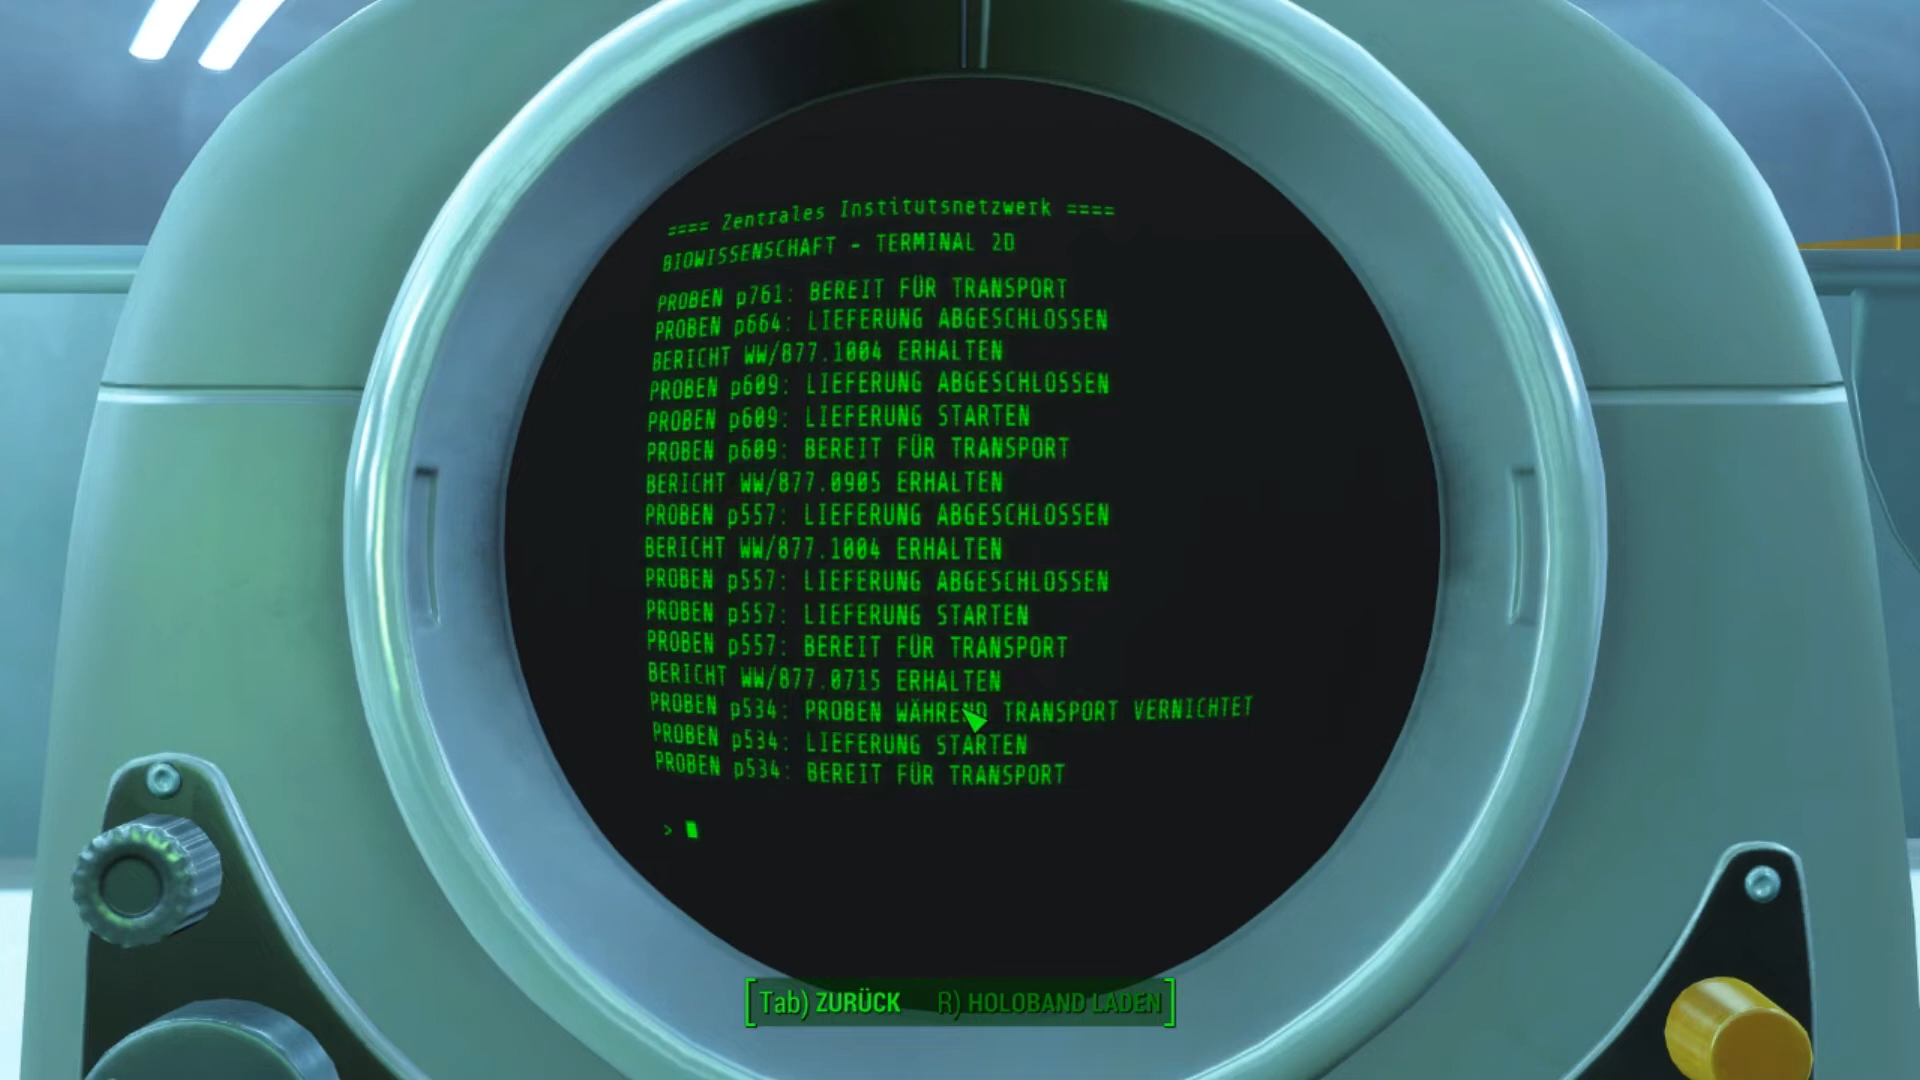 ==== Zentrales Institutsnetzwerk ====
BIOWISSENSCHAFT - TERMINAL 2D
PROBEN p761: BEREIT FÜR TRANSPORT
PROBEN p664: LIEFERUNG ABGESCHLOSSEN
BERICHT WW/877.1004 ERHALTEN
PROBEN p609: LIEFERUNG ABGESCHLOSSEN
PROBEN p609: LIEFERUNG STARTEN
PROBEN p609: BEREIT FÜR TRANSPORT
BERICHT WW/877.0905 ERHALTEN
PROBEN p557: LIEFERUNG ABGESCHLOSSEN
BERICHT WW/877.1004 ERHALTEN
PROBEN p557: LIEFERUNG ABGESCHLOSSEN
PROBEN p557: LIEFERUNG STARTEN
PROBEN p557: BEREIT FÜR TRANSPORT
BERICHT WW/877.0715 ERHALTEN
PROBEN p534: PROBEN WÄHREND TRANSPORT VERNICHTET
PROBEN p534: LIEFERUNG STARTEN
PROBEN p534: BEREIT FÜR TRANSPORT
>
[Tab) ZURÜCK R) HOLOBAND LADEN]